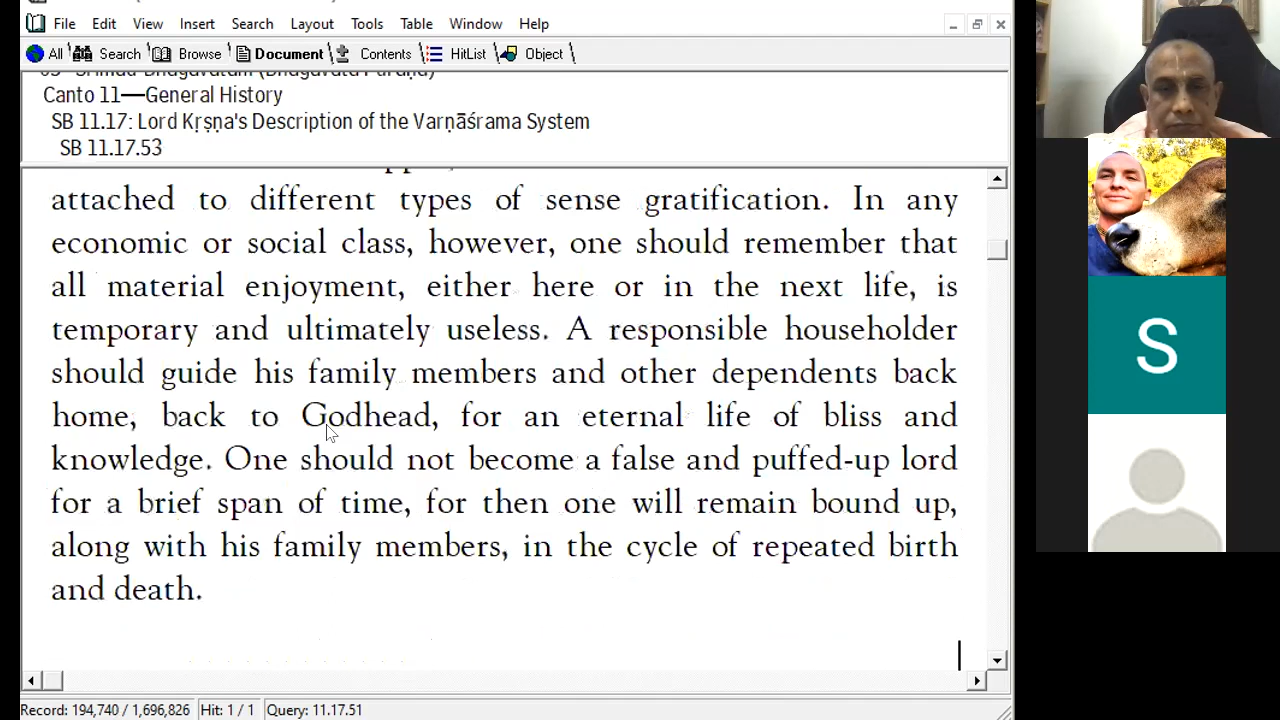 File Edit View Insert Search Layout Tools Table Window Help
All Search Browse Document Contents HitList Object
Canto 11—General History
SB 11.17: Lord Kṛṣṇa's Description of the Varṇāśrama System
SB 11.17.53
attached to different types of sense gratification. In any
economic or social class, however, one should remember that
all material enjoyment, either here or in the next life, is
temporary and ultimately useless. A responsible householder
should guide his family members and other dependents back
home, back to Godhead, for an eternal life of bliss and
knowledge. One should not become a false and puffed-up lord
for a brief span of time, for then one will remain bound up,
along with his family members, in the cycle of repeated birth
and death.
Record: 194,740 / 1,696,826 Hit: 1 / 1 Query: 11.17.51
S